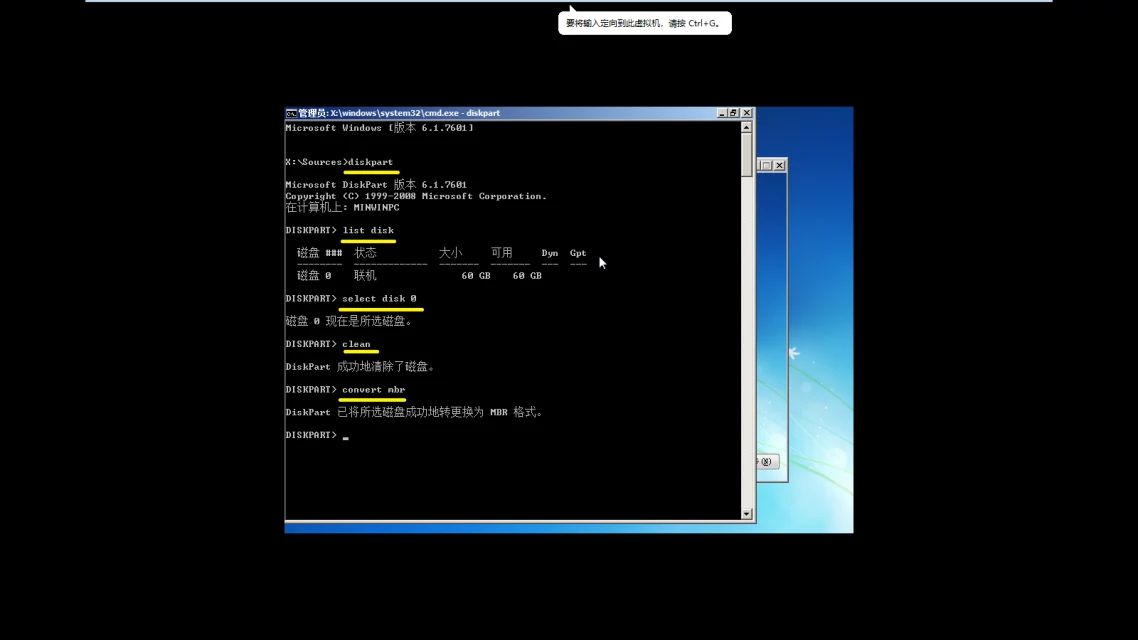 要将输入定向到此虚拟机，请按 Ctrl+G。
管理员: X:\windows\system32\cmd.exe - diskpart
Microsoft Windows [版本 6.1.7601]
X:\Sources>diskpart
Microsoft DiskPart 版本 6.1.7601
Copyright (C) 1999-2008 Microsoft Corporation.
在计算机上: MINWINPC
DISKPART> list disk
磁盘 ### 状态 大小 可用 Dyn Gpt
-------- ------------- ------- ------- --- ---
磁盘 0 联机 60 GB 60 GB
DISKPART> select disk 0
磁盘 0 现在是所选磁盘。
DISKPART> clean
DiskPart 成功地清除了磁盘。
DISKPART> convert mbr
DiskPart 已将所选磁盘成功地转更换为 MBR 格式。
DISKPART>
(N)